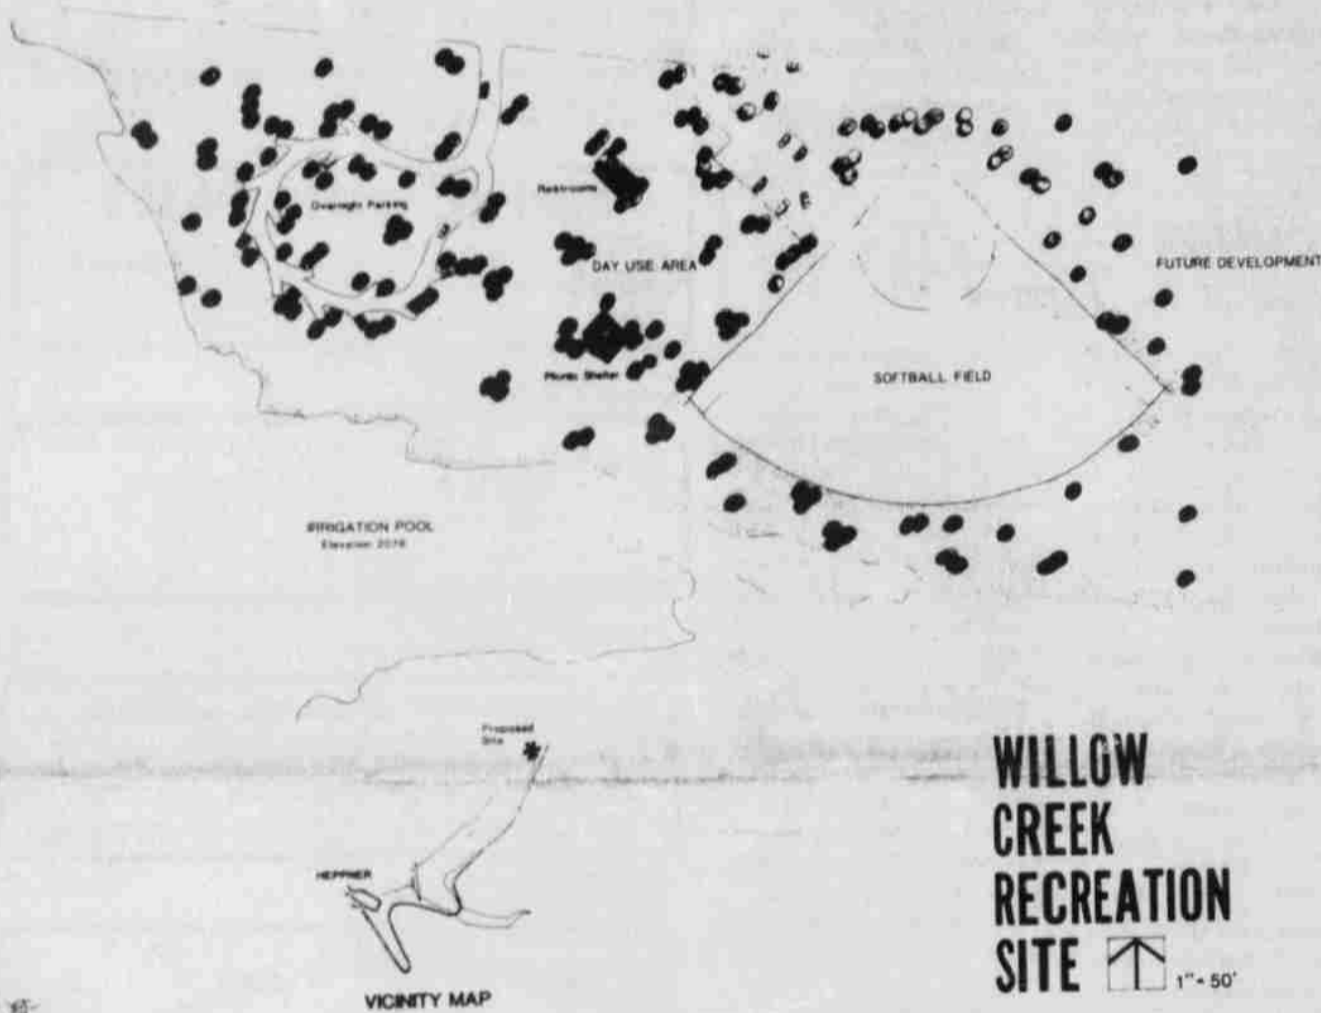 Restrooms
Overnight Parking
DAY USE AREA
FUTURE DEVELOPMENT
Picnic Shelter
SOFTBALL FIELD
IRRIGATION POOL
Elevation
Proposed
Site
HEPPNER
VICINITY MAP
WILLOW
CREEK
RECREATION
SITE
1"=50'